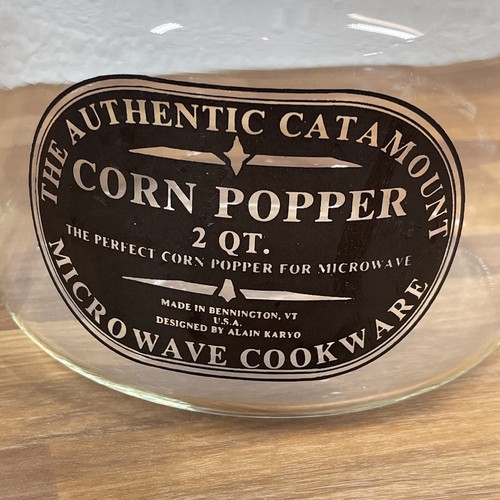 THE AUTHENTIC CATAMOUNT
CORN POPPER
2 QT.
THE PERFECT CORN POPPER FOR MICROWAVE
MADE IN BENNINGTON, VT
U.S.A.
DESIGNED BY ALAIN KARYO
MICROWAVE COOKWARE